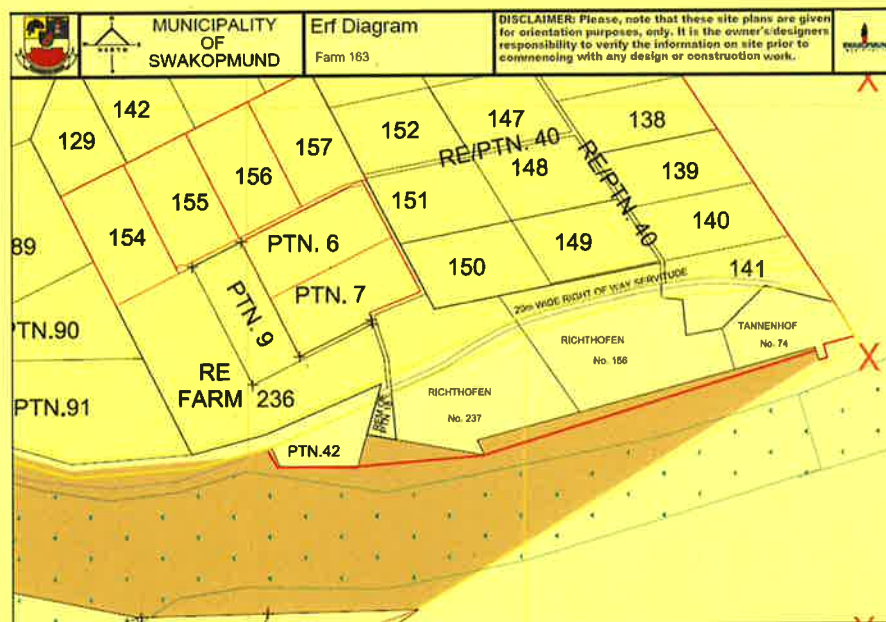 MUNICIPALITY
OF
SWAKOPMUND
NORTH
Erf Diagram
Farm 163
DISCLAIMER: Please, note that these site plans are given
for orientation purposes, only. It is the owner's/designers
responsibility to verify the information on site prior to
commencing with any design or construction work.
X
142
129
147
138
152
157
RE/PTN. 40
RE/PTN. 40
156
148
139
155
151
154
140
89
PTN. 6
149
150
141
PTN. 7
PTN. 9
20m WIDE RIGHT OF WAY SERVITUDE
PTN.90
TANNENHOF
No. 74
RICHTHOFEN
No. 156
X
RE
FARM 236
RICHTHOFEN
No. 237
PTN.91
REM OF
PTN.42
X